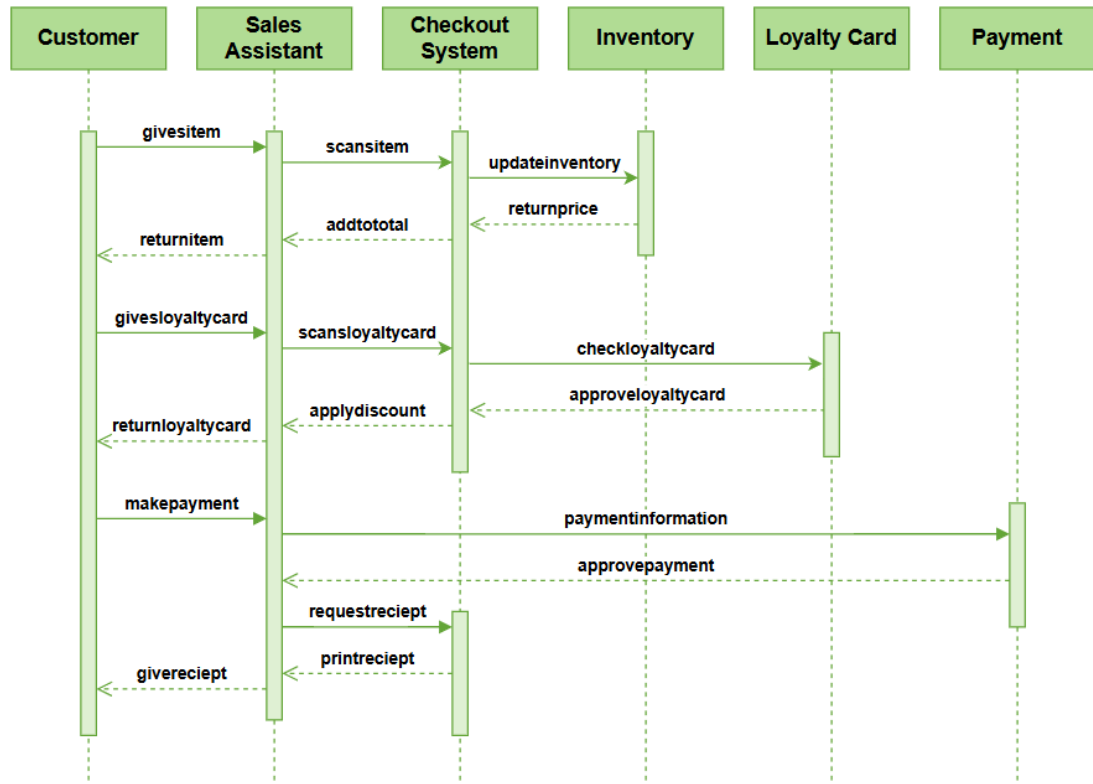 Customer
Sales
Assistant
Checkout
System
Inventory
Loyalty Card
Payment
givesitem
scansitem
updateinventory
returnprice
addtototal
returnitem
givesloyaltycard
scansloyaltycard
checkloyaltycard
approveloyaltycard
applydiscount
returnloyaltycard
makepayment
paymentinformation
approvepayment
requestreciept
printreciept
givereciept